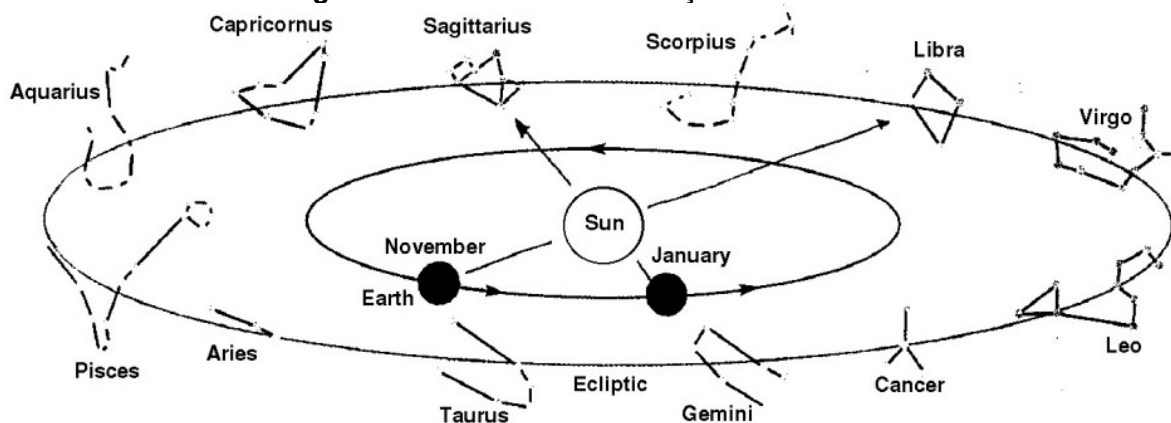 Capricornus
Sagittarius
Scorpius
Libra
Aquarius
Virgo
Sun
November
January
Earth
Aries
Pisces
Taurus
Ecliptic
Gemini
Cancer
Leo